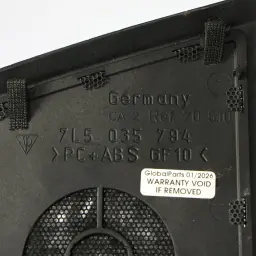 Germany
7L5 035 794
>PC+ABS GF10<
GlobalParts 01/2026
WARRANTY VOID
IF REMOVED